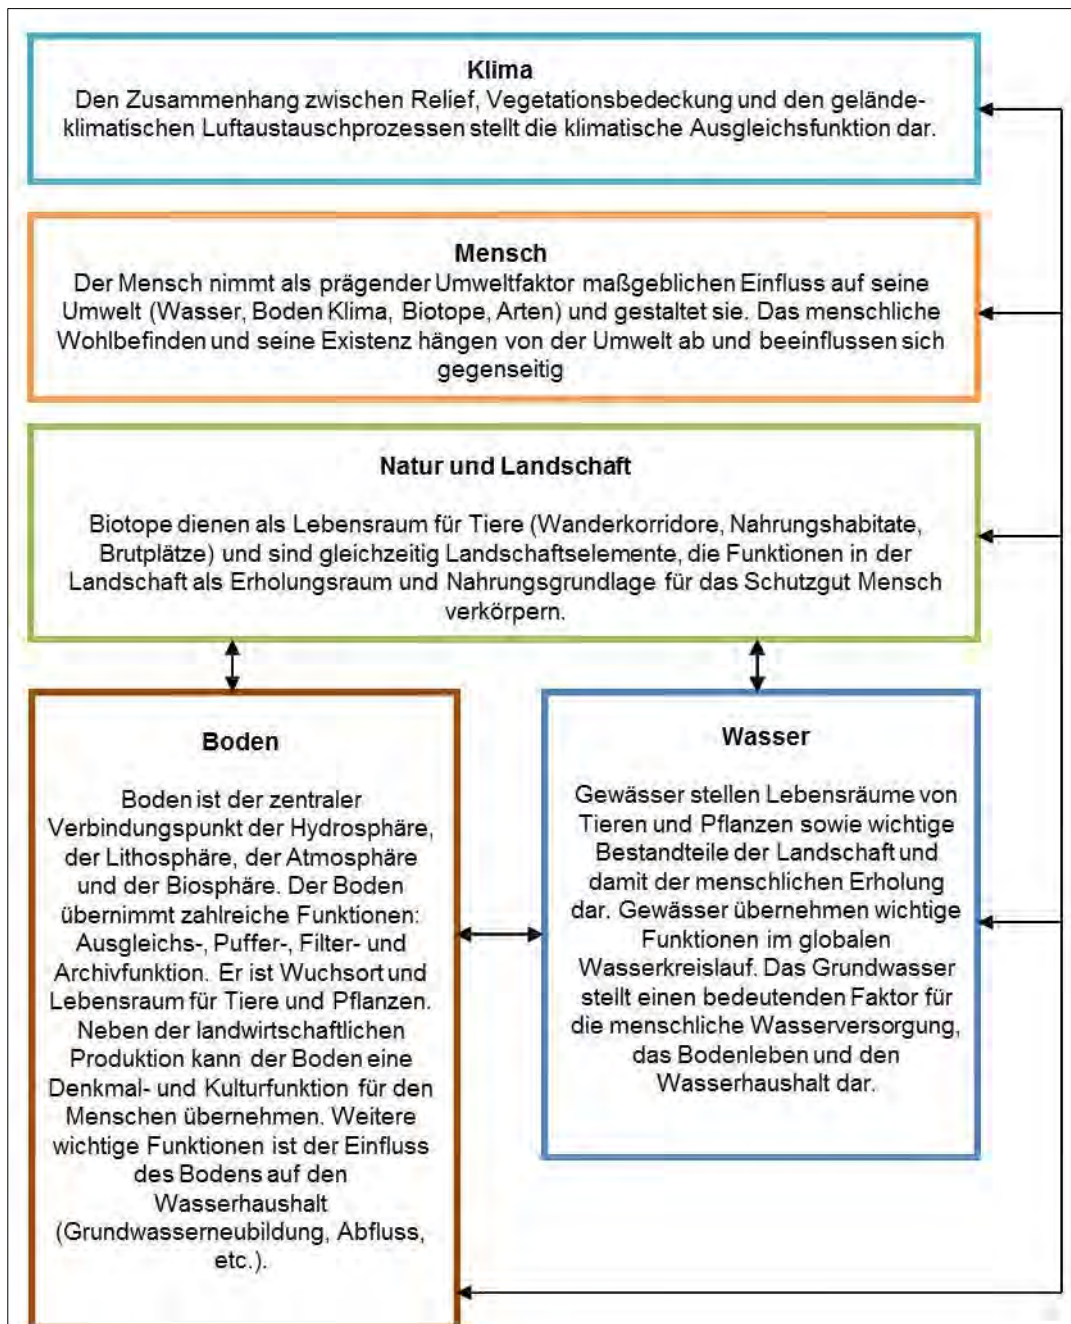 Klima
Den Zusammenhang zwischen Relief, Vegetationsbedeckung und den gelände-
klimatischen Luftaustauschprozessen stellt die klimatische Ausgleichsfunktion dar.
Mensch
Der Mensch nimmt als prägender Umweltfaktor maßgeblichen Einfluss auf seine
Umwelt (Wasser, Boden Klima, Biotope, Arten) und gestaltet sie. Das menschliche
Wohlbefinden und seine Existenz hängen von der Umwelt ab und beeinflussen sich
gegenseitig
Natur und Landschaft
Biotope dienen als Lebensraum für Tiere (Wanderkorridore, Nahrungshabitate,
Brutplätze) und sind gleichzeitig Landschaftselemente, die Funktionen in der
Landschaft als Erholungsraum und Nahrungsgrundlage für das Schutzgut Mensch
verkörpern.
Boden
Boden ist der zentraler
Verbindungspunkt der Hydrosphäre,
der Lithosphäre, der Atmosphäre
und der Biosphäre. Der Boden
übernimmt zahlreiche Funktionen:
Ausgleichs-, Puffer-, Filter- und
Archivfunktion. Er ist Wuchsort und
Lebensraum für Tiere und Pflanzen.
Neben der landwirtschaftlichen
Produktion kann der Boden eine
Denkmal- und Kulturfunktion für den
Menschen übernehmen. Weitere
wichtige Funktionen ist der Einfluss
des Bodens auf den
Wasserhaushalt
(Grundwasserneubildung, Abfluss,
etc.).
Wasser
Gewässer stellen Lebensräume von
Tieren und Pflanzen sowie wichtige
Bestandteile der Landschaft und
damit der menschlichen Erholung
dar. Gewässer übernehmen wichtige
Funktionen im globalen
Wasserkreislauf. Das Grundwasser
stellt einen bedeutenden Faktor für
die menschliche Wasserversorgung,
das Bodenleben und den
Wasserhaushalt dar.